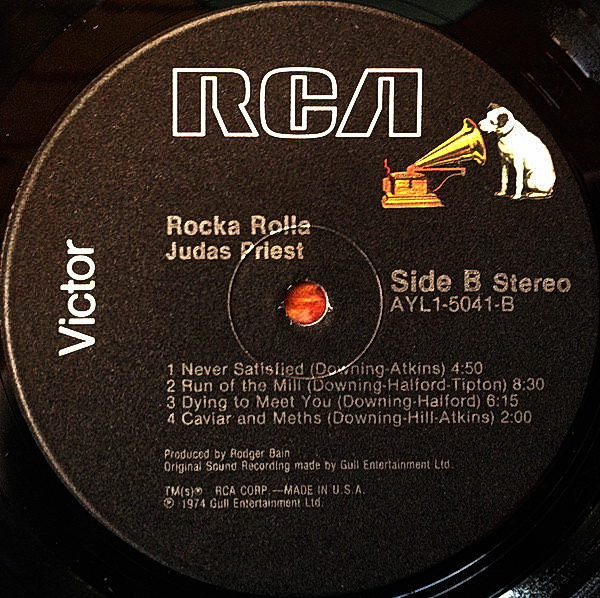 RCA
Victor
Rocka Rolla
Judas Priest
Side B Stereo
AYL1-5041-B
1 Never Satisfied (Downing-Atkins) 4:50
2 Run of the Mill (Downing-Halford-Tipton) 8:30
3 Dying to Meet You (Downing-Halford) 6:15
4 Caviar and Meths (Downing-Hill-Atkins) 2:00
Produced by Rodger Bain
Original Sound Recording made by Gull Entertainment Ltd.
TM(s)® RCA CORP.—MADE IN U.S.A.
℗ 1974 Gull Entertainment Ltd.